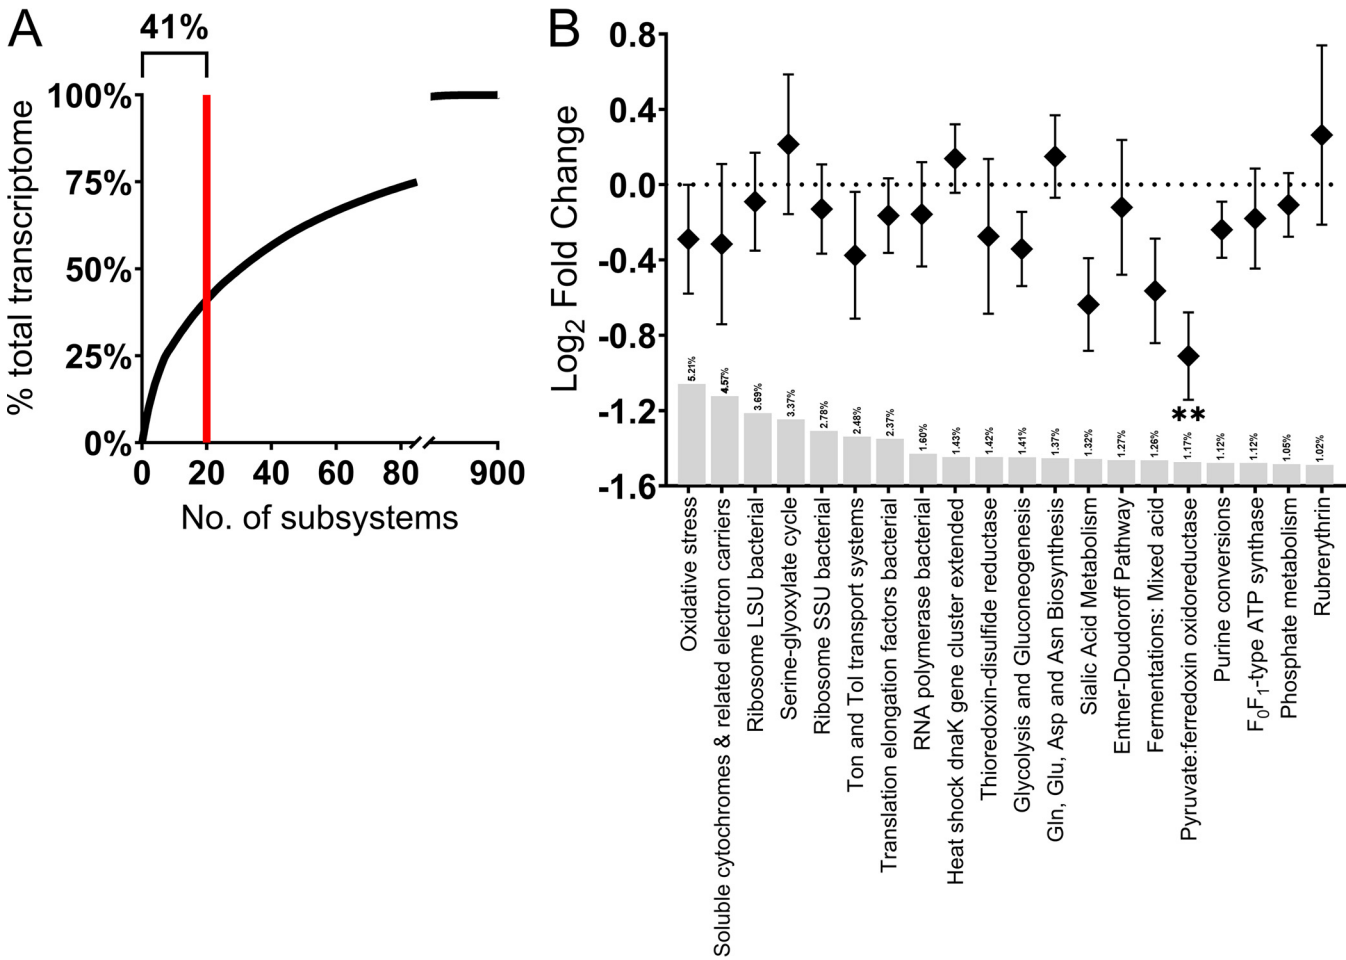 A
41%
100%
75%
50%
25%
0%
% total transcriptome
0
20
40
60
80
900
No. of subsystems
B
0.8
0.4
0.0
-0.4
-0.8
-1.2
-1.6
Log2 Fold Change
5.21%
4.57%
3.69%
3.37%
2.78%
2.48%
2.37%
1.60%
1.43%
1.42%
1.41%
1.37%
1.32%
1.27%
1.26%
1.17%
1.12%
1.12%
1.05%
1.02%
**
Oxidative stress
Soluble cytochromes & related electron carriers
Ribosome LSU bacterial
Serine-glyoxylate cycle
Ribosome SSU bacterial
Ton and Tol transport systems
Translation elongation factors bacterial
RNA polymerase bacterial
Heat shock dnaK gene cluster extended
Thioredoxin-disulfide reductase
Glycolysis and Gluconeogenesis
Gln, Glu, Asp and Asn Biosynthesis
Sialic Acid Metabolism
Entner-Doudoroff Pathway
Fermentations: Mixed acid
Pyruvate:ferredoxin oxidoreductase
Purine conversions
F0F1-type ATP synthase
Phosphate metabolism
Rubrerythrin